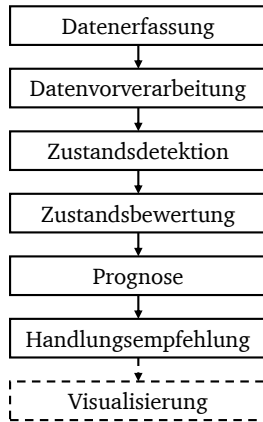 Datenerfassung
Datenvorverarbeitung
Zustandsdetektion
Zustandsbewertung
Prognose
Handlungsempfehlung
Visualisierung